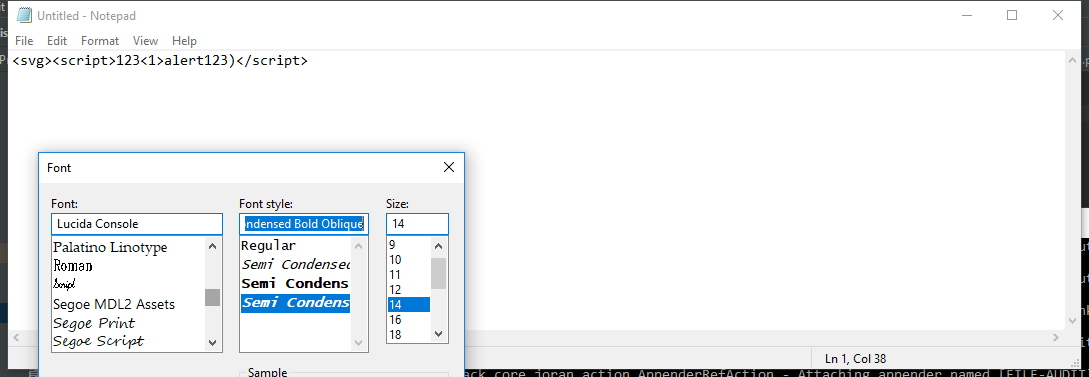 Untitled - Notepad
File Edit Format View Help
<svg><script>123<1>alert123)</script>
Font
Font: Font style: Size:
Lucida Console ondensed Bold Oblique 14
Palatino Linotype
Roman
Script
Segoe MDL2 Assets
Segoe Print
Segoe Script
Regular
Semi Condensed
Semi Condens
Semi Condens
9
10
11
12
14
16
18
Sample
Ln 1, Col 38
ack.core.joran.action.AppenderRefAction - Attaching appender named [FILE-AUDIT